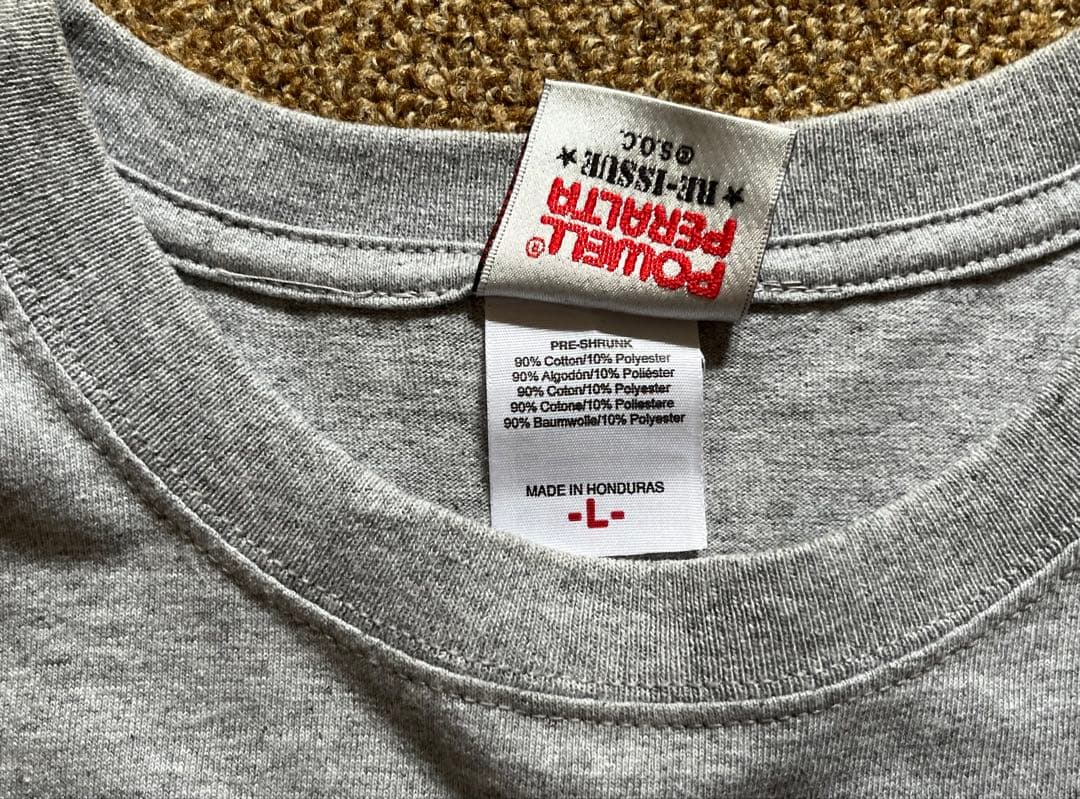 POWELL®
PERALTA
★ RE-ISSUE ★
©S.O.C.
PRE-SHRUNK
90% Cotton/10% Polyester
90% Algodón/10% Poliéster
90% Coton/10% Polyester
90% Cotone/10% Poliestere
90% Baumwolle/10% Polyester
MADE IN HONDURAS
-L-